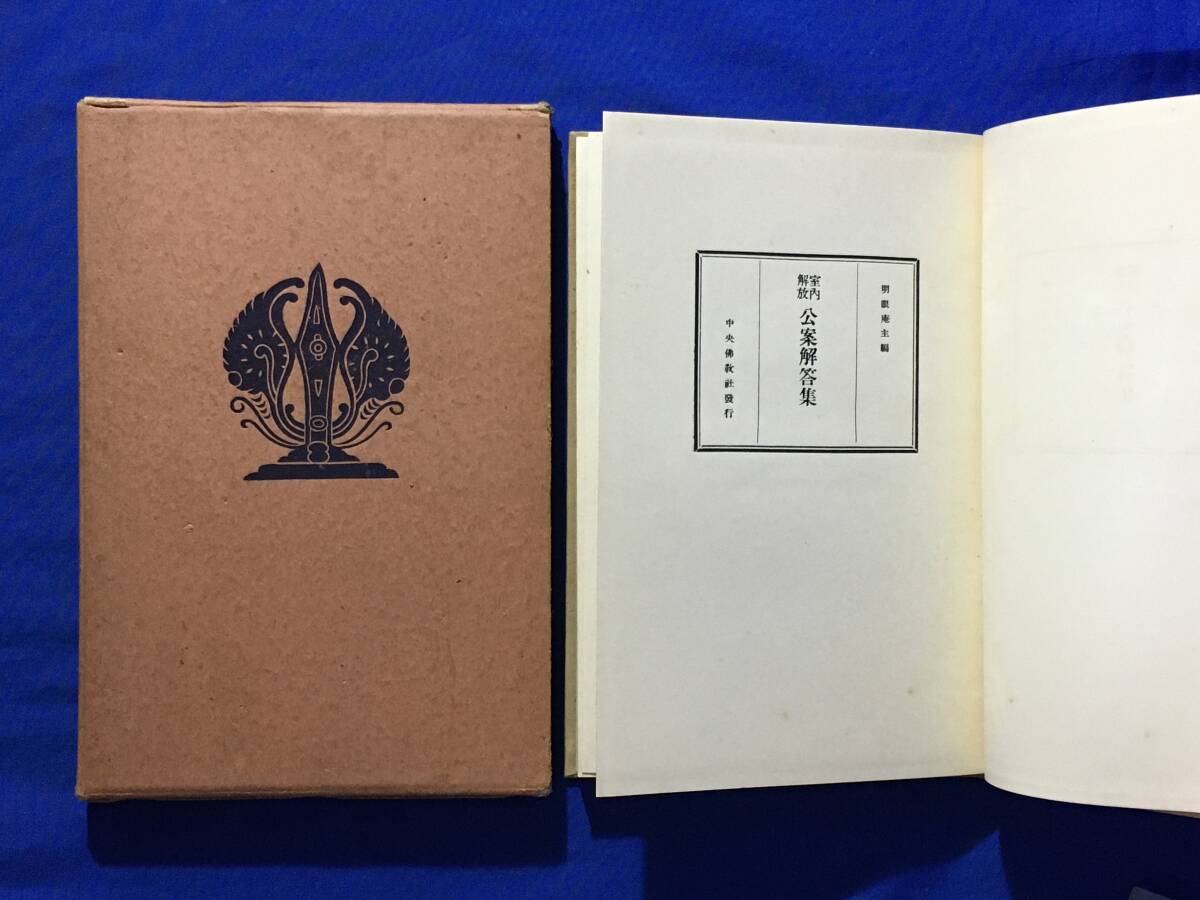 明眼庵主編
室內解放 公案解答集
中央佛教社發行